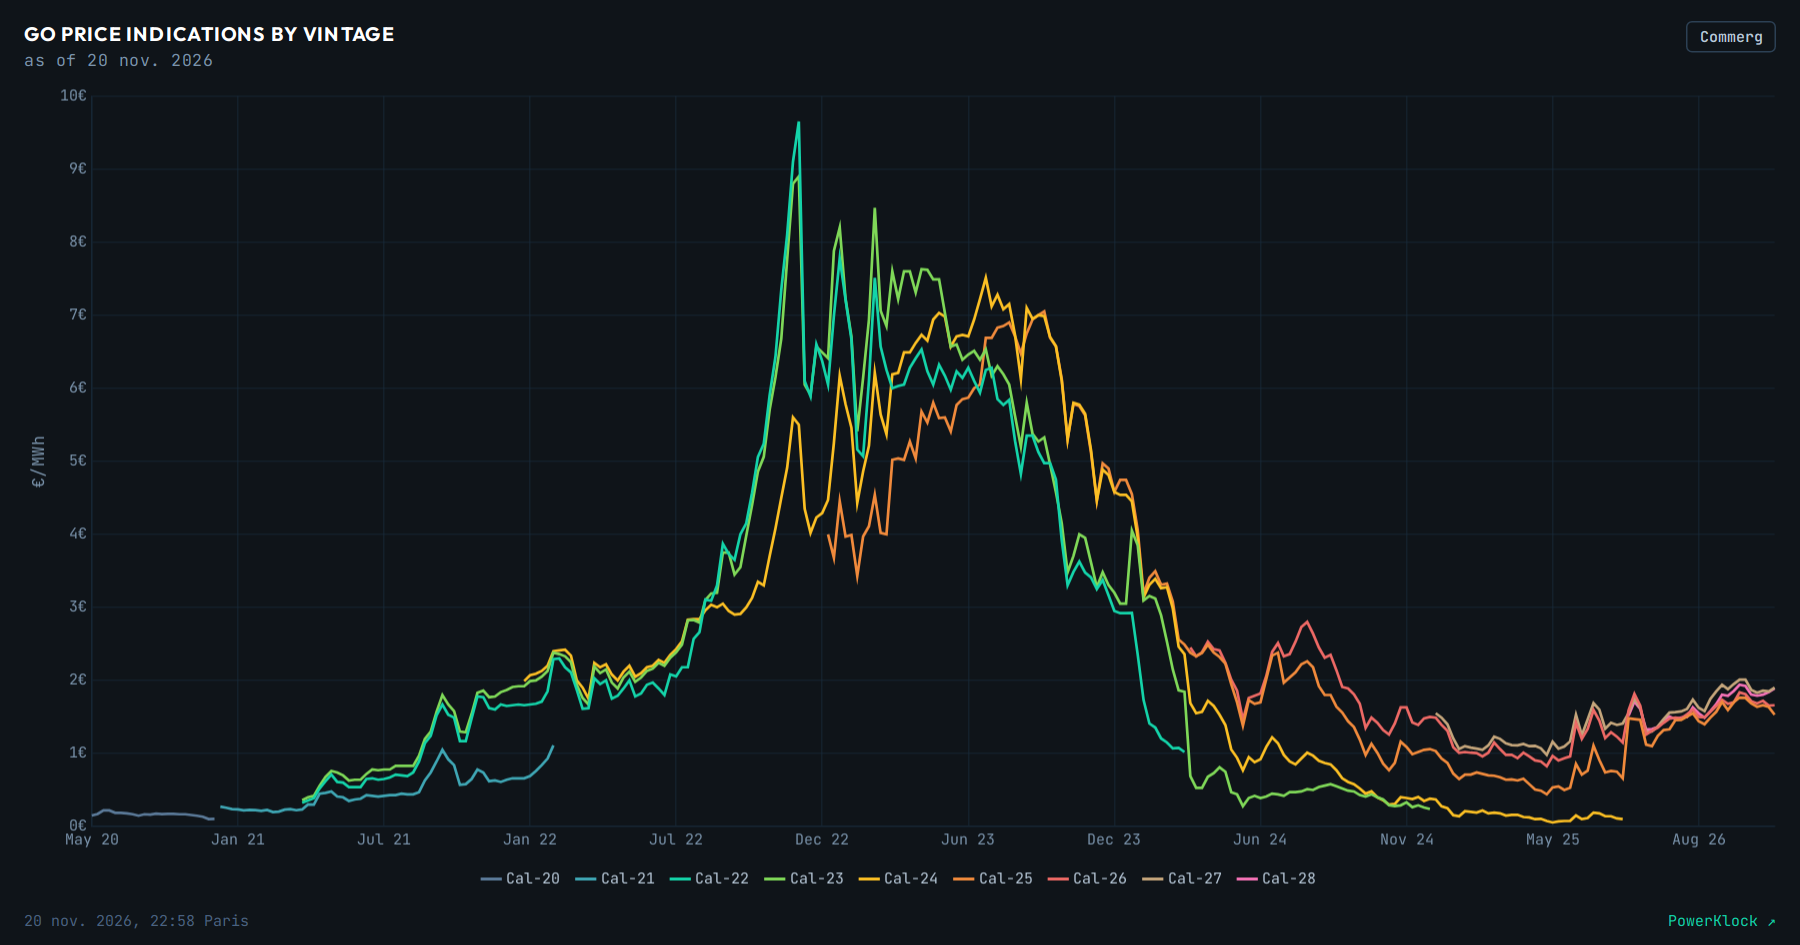 GO PRICE INDICATIONS BY VINTAGE
as of 20 nov. 2026
Commerg
10€
9€
8€
7€
6€
5€
4€
3€
2€
1€
0€
€/MWh
May 20 Jan 21 Jul 21 Jan 22 Jul 22 Dec 22 Jun 23 Dec 23 Jun 24 Nov 24 May 25 Aug 26
Cal-20 Cal-21 Cal-22 Cal-23 Cal-24 Cal-25 Cal-26 Cal-27 Cal-28
20 nov. 2026, 22:58 Paris
PowerKlock ↗